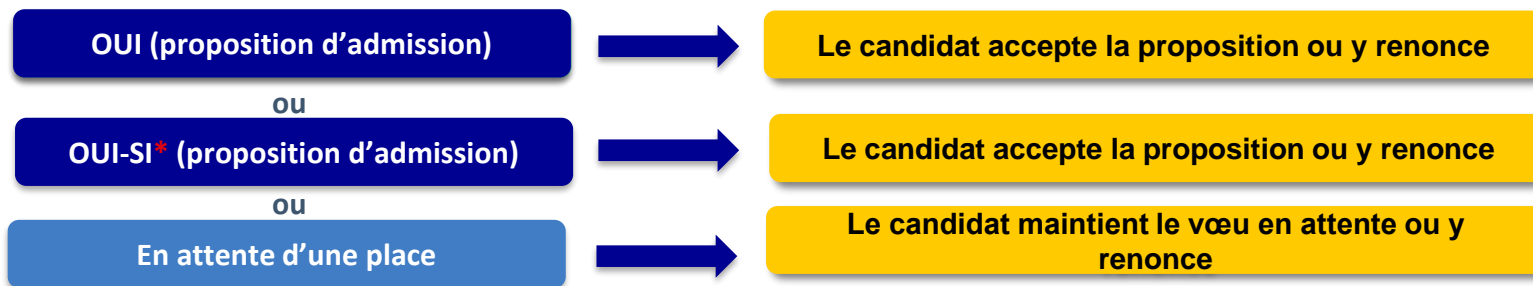 OUI (proposition d’admission)
Le candidat accepte la proposition ou y renonce
ou
OUI-SI* (proposition d’admission)
Le candidat accepte la proposition ou y renonce
ou
En attente d’une place
Le candidat maintient le vœu en attente ou y
renonce